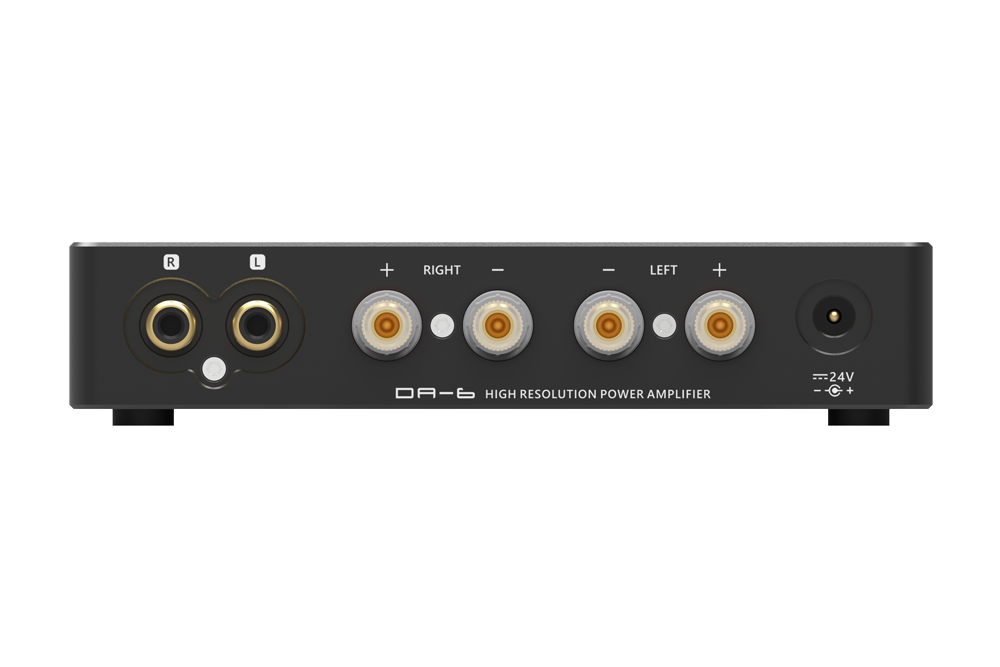 R L
+ RIGHT − − LEFT +
DA-6 HIGH RESOLUTION POWER AMPLIFIER
⎓24V
− +